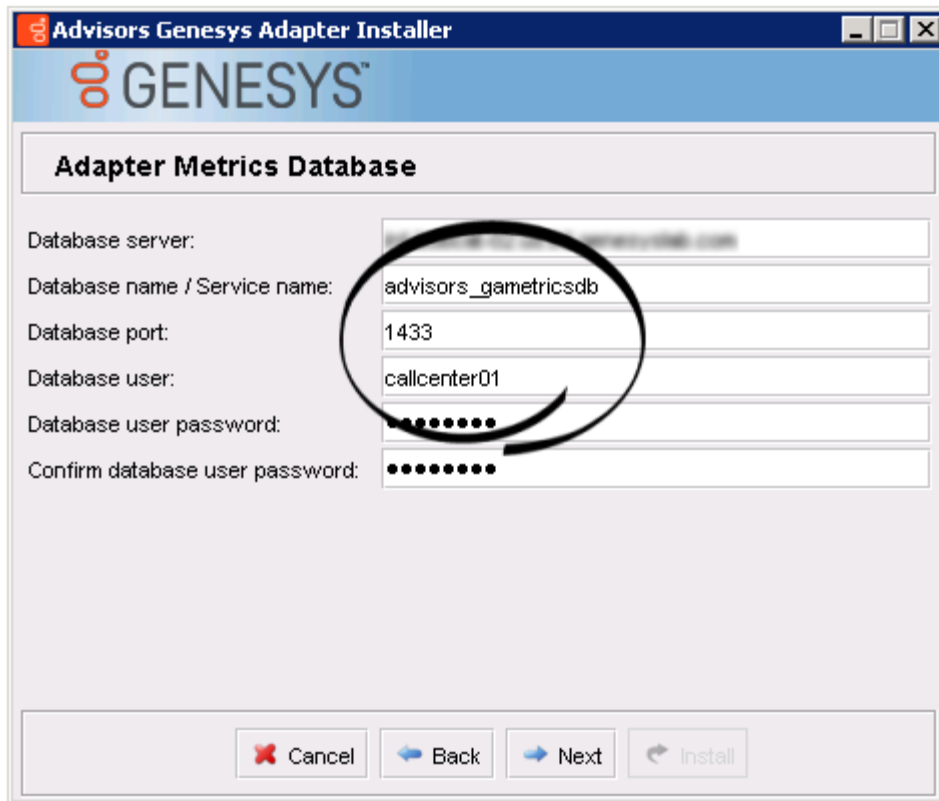 Advisors Genesys Adapter Installer
GENESYS™
Adapter Metrics Database
Database server:
Database name / Service name: advisors_gametricsdb
Database port: 1433
Database user: callcenter01
Database user password: ●●●●●●●●
Confirm database user password: ●●●●●●●●
Cancel Back Next Install